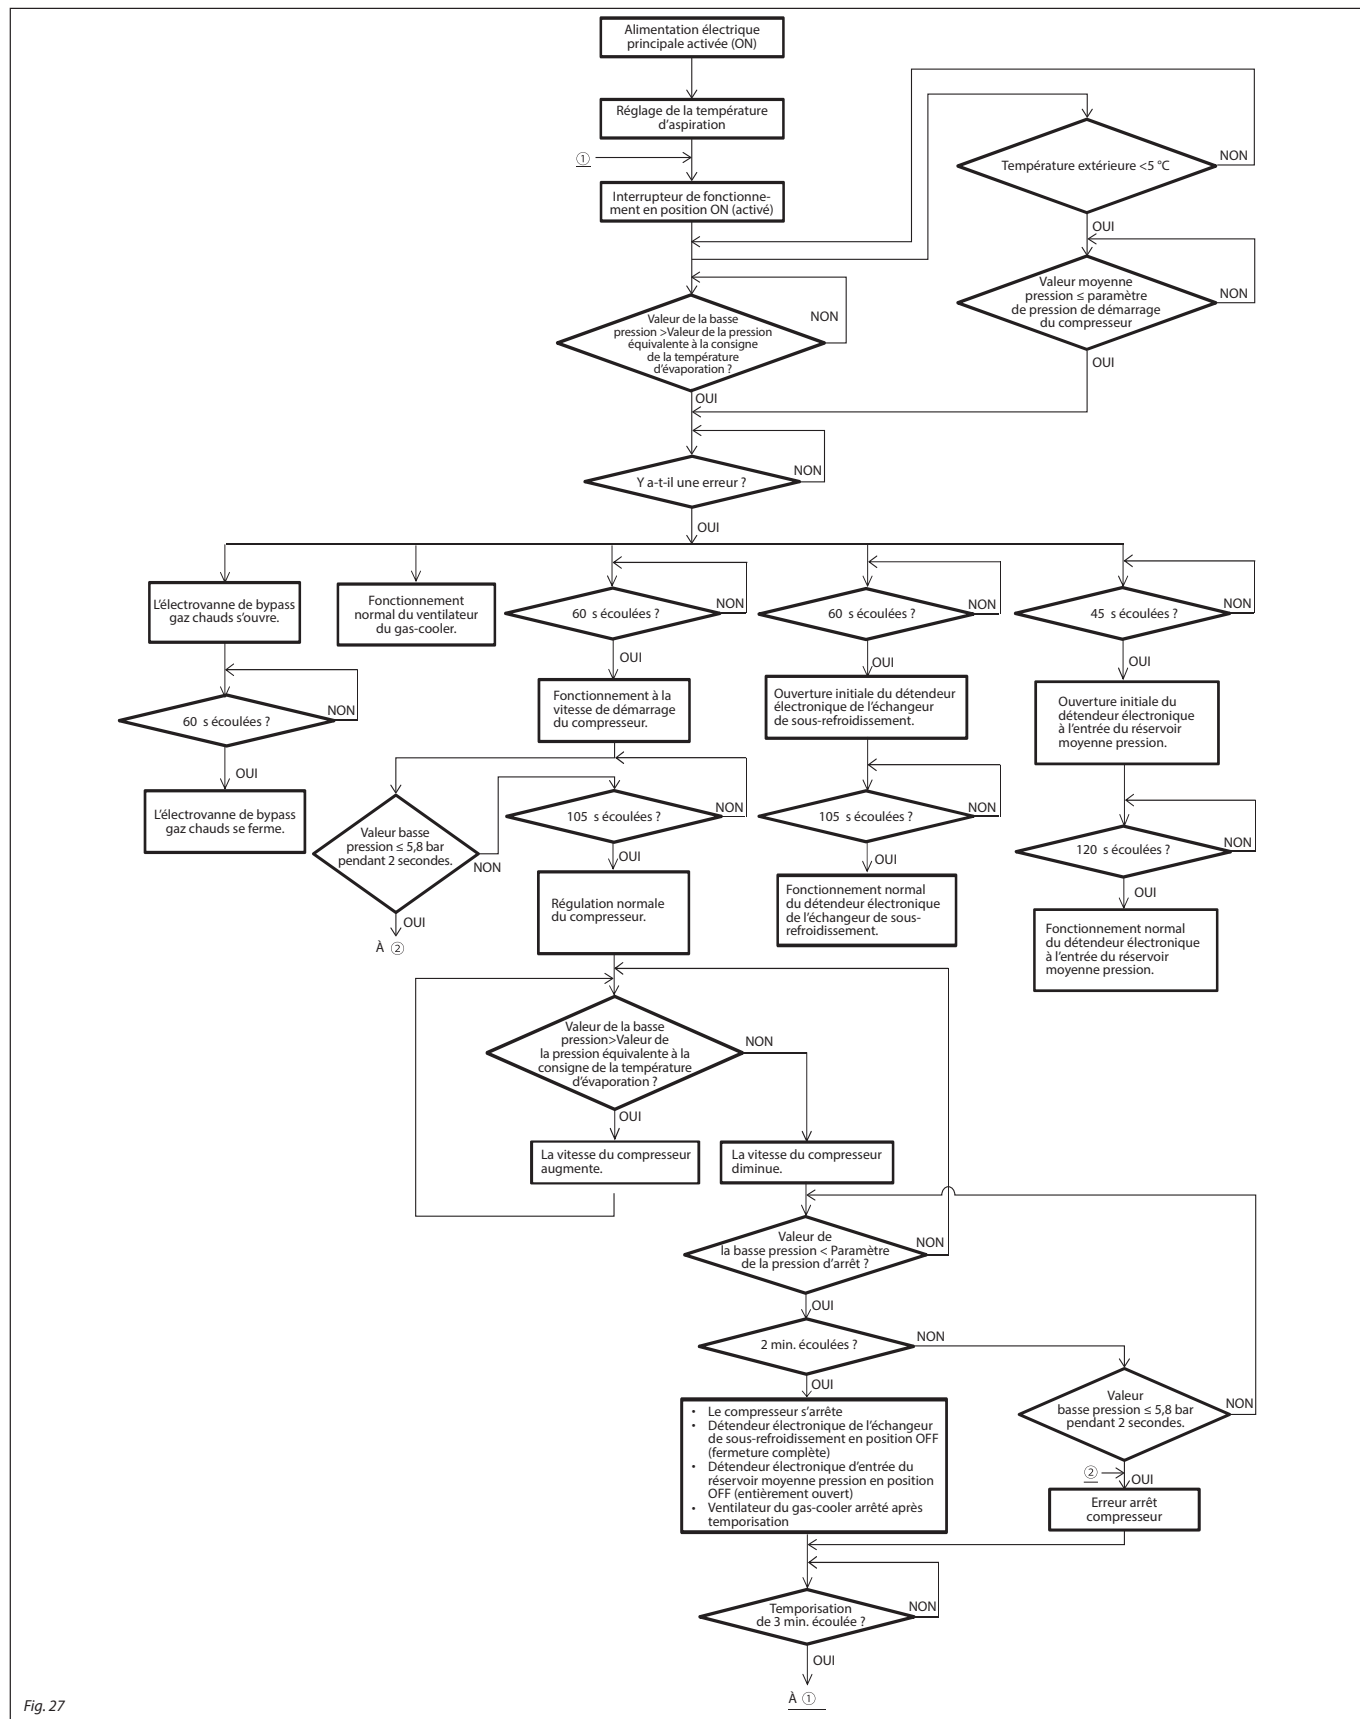 Alimentation électrique
principale activée (ON)
Réglage de la température
d'aspiration
①
Interrupteur de fonctionne-
ment en position ON (activé)
Température extérieure <5 °C
NON
OUI
Valeur moyenne
pression ≤ paramètre
de pression de démarrage
du compresseur
NON
OUI
Valeur de la basse
pression >Valeur de la pression
équivalente à la consigne
de la température
d'évaporation ?
NON
OUI
Y a-t-il une erreur ?
NON
OUI
L'électrovanne de bypass
gaz chauds s'ouvre.
60 s écoulées ?
NON
OUI
L'électrovanne de bypass
gaz chauds se ferme.
Fonctionnement
normal du ventilateur
du gas-cooler.
60 s écoulées ?
NON
OUI
Fonctionnement à la
vitesse de démarrage
du compresseur.
Valeur basse
pression ≤ 5,8 bar
pendant 2 secondes.
NON
OUI
À ②
105 s écoulées ?
NON
OUI
Régulation normale
du compresseur.
60 s écoulées ?
NON
OUI
Ouverture initiale du détendeur
électronique de l'échangeur
de sous-refroidissement.
105 s écoulées ?
NON
OUI
Fonctionnement normal
du détendeur électronique
de l'échangeur de sous-
refroidissement.
45 s écoulées ?
NON
OUI
Ouverture initiale du
détendeur électronique
à l'entrée du réservoir
moyenne pression.
120 s écoulées ?
NON
OUI
Fonctionnement normal
du détendeur électronique
à l'entrée du réservoir
moyenne pression.
Valeur de la basse
pression>Valeur de
la pression équivalente à la
consigne de la température
d'évaporation ?
NON
OUI
La vitesse du compresseur
augmente.
La vitesse du compresseur
diminue.
Valeur de
la basse pression < Paramètre
de la pression d'arrêt ?
NON
OUI
2 min. écoulées ?
NON
OUI
• Le compresseur s'arrête
• Détendeur électronique de l'échangeur
de sous-refroidissement en position OFF
(fermeture complète)
• Détendeur électronique d'entrée du
réservoir moyenne pression en position
OFF (entièrement ouvert)
• Ventilateur du gas-cooler arrêté après
temporisation
Valeur
basse pression ≤ 5,8 bar
pendant 2 secondes.
NON
②
OUI
Erreur arrêt
compresseur
Temporisation
de 3 min. écoulée ?
NON
OUI
À ①
Fig. 27